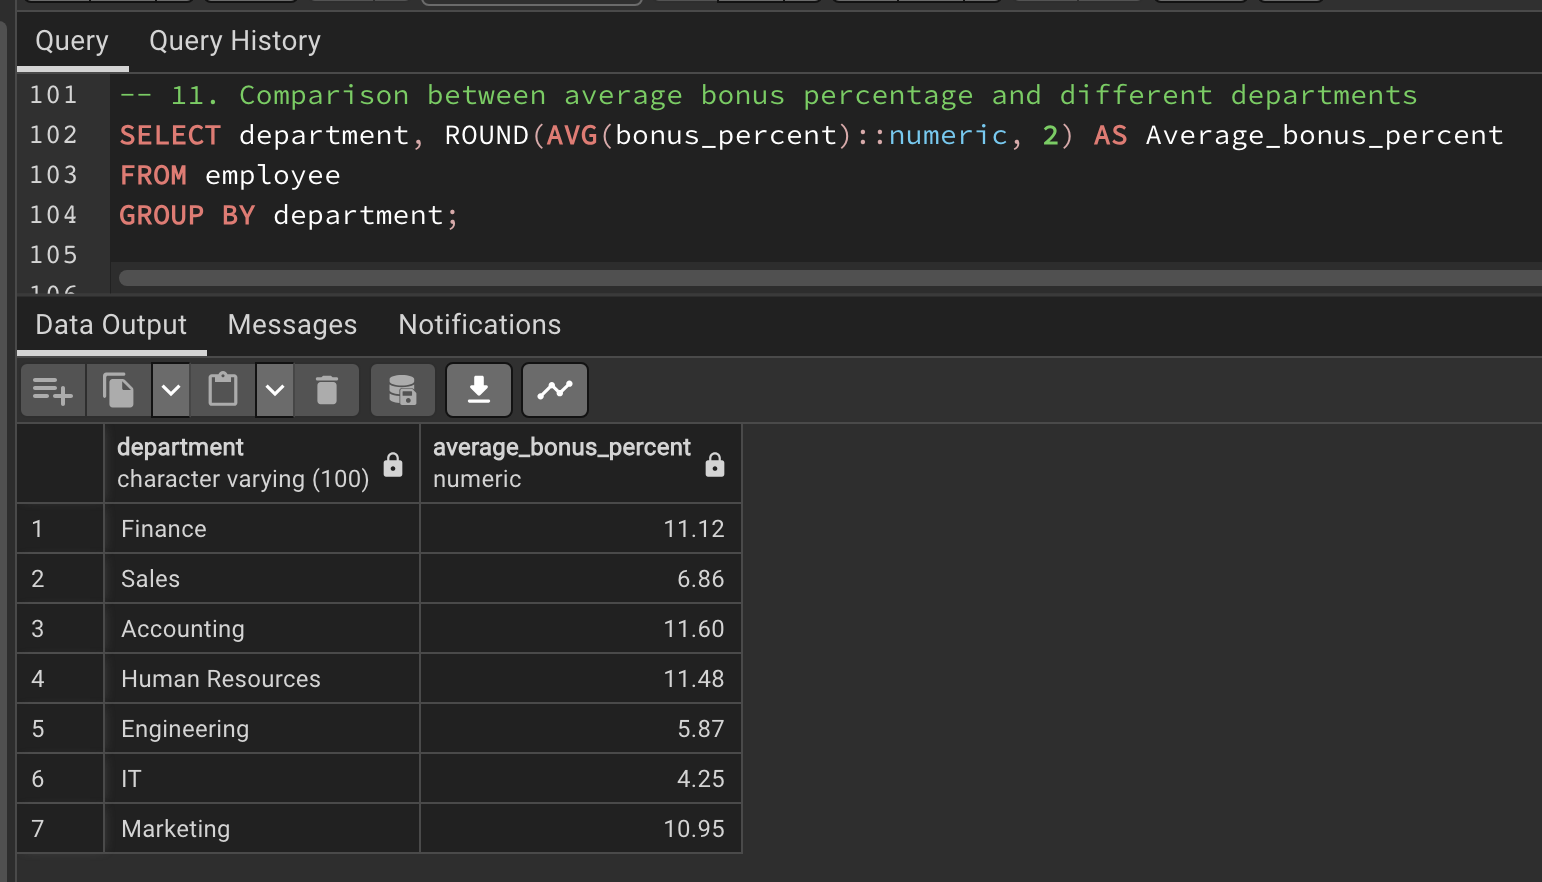 Query Query History
101 -- 11. Comparison between average bonus percentage and different departments
102 SELECT department, ROUND(AVG(bonus_percent)::numeric, 2) AS Average_bonus_percent
103 FROM employee
104 GROUP BY department;
105
106
Data Output Messages Notifications
department average_bonus_percent
character varying (100) numeric
1 Finance 11.12
2 Sales 6.86
3 Accounting 11.60
4 Human Resources 11.48
5 Engineering 5.87
6 IT 4.25
7 Marketing 10.95